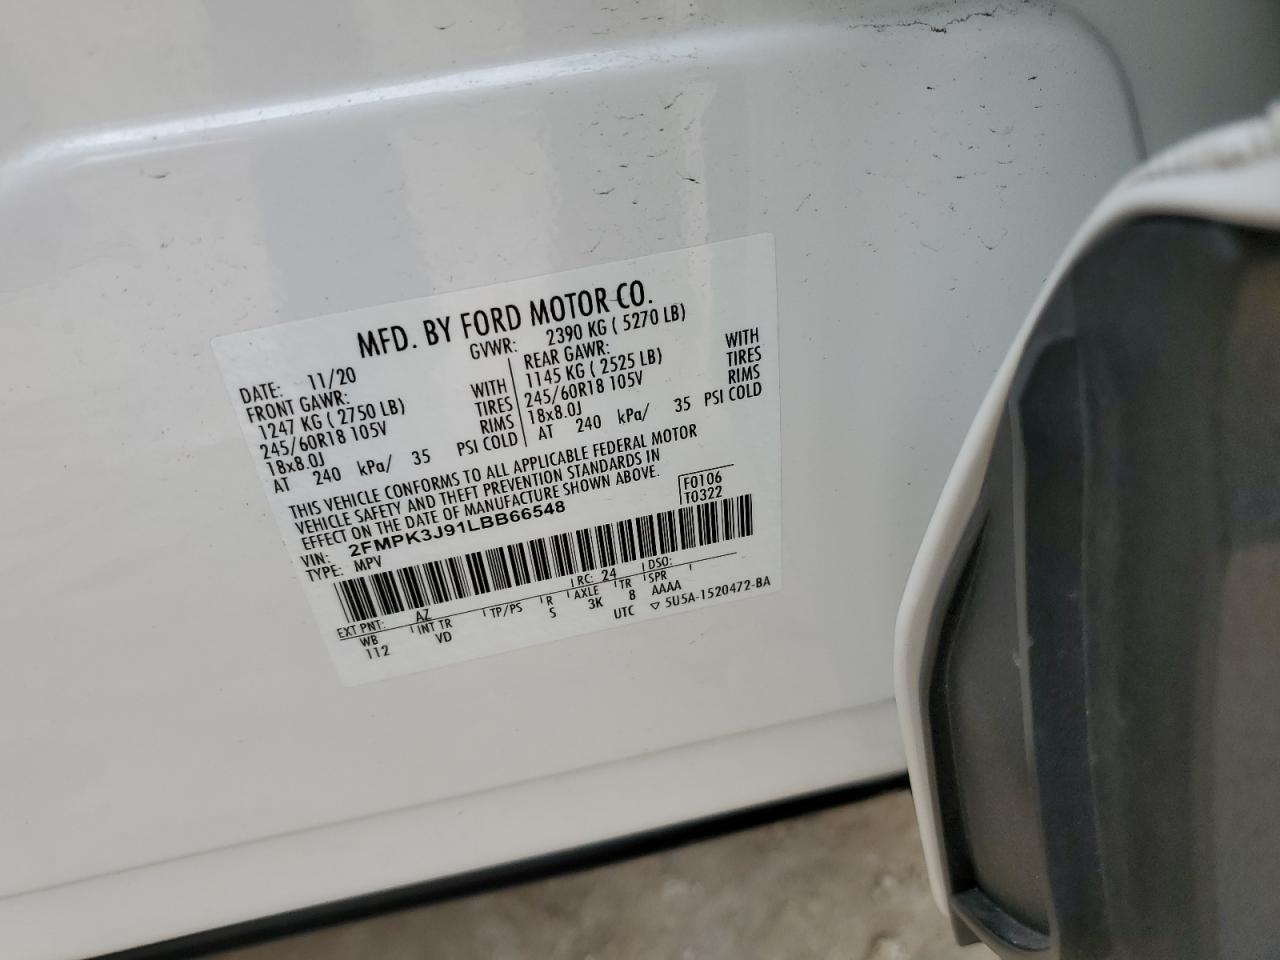 MFD. BY FORD MOTOR CO.
DATE: 11/20 GVWR: 2390 KG ( 5270 LB)
FRONT GAWR: REAR GAWR:
1247 KG ( 2750 LB) WITH 1145 KG ( 2525 LB) WITH
245/60R18 105V TIRES 245/60R18 105V TIRES
18x8.0J RIMS 18x8.0J RIMS
AT 240 kPa/ 35 PSI COLD AT 240 kPa/ 35 PSI COLD
THIS VEHICLE CONFORMS TO ALL APPLICABLE FEDERAL MOTOR
VEHICLE SAFETY AND THEFT PREVENTION STANDARDS IN
EFFECT ON THE DATE OF MANUFACTURE SHOWN ABOVE.
VIN: 2FMPK3J91LBB66548 F0106
TYPE: MPV T0322
EXT PNT: AZ RC: 24 DSO:
WB INT TR TP/PS R AXLE TR SPR
112 VD S 3K 8 AAAA
UTC ▽ 5U5A-1520472-BA